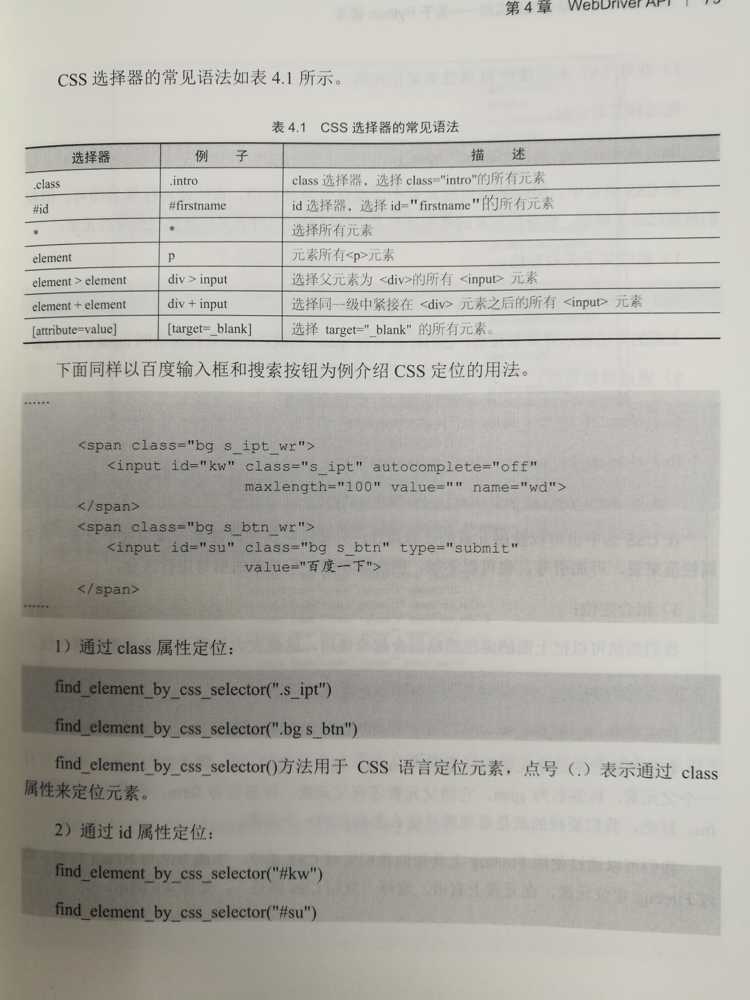 第 4 章 WebDriver API | 79
CSS 选择器的常见语法如表 4.1 所示。
表 4.1 CSS 选择器的常见语法
选择器 例 子 描 述
.class .intro class 选择器，选择 class="intro"的所有元素
#id #firstname id 选择器，选择 id="firstname"的所有元素
* * 选择所有元素
element p 元素所有<p>元素
element > element div > input 选择父元素为 <div>的所有 <input> 元素
element + element div + input 选择同一级中紧接在 <div> 元素之后的所有 <input> 元素
[attribute=value] [target=_blank] 选择 target="_blank" 的所有元素。
下面同样以百度输入框和搜索按钮为例介绍 CSS 定位的用法。
……
<span class="bg s_ipt_wr">
<input id="kw" class="s_ipt" autocomplete="off"
maxlength="100" value="" name="wd">
</span>
<span class="bg s_btn_wr">
<input id="su" class="bg s_btn" type="submit"
value="百度一下">
</span>
……
1）通过 class 属性定位：
find_element_by_css_selector(".s_ipt")
find_element_by_css_selector(".bg s_btn")
find_element_by_css_selector()方法用于 CSS 语言定位元素，点号（.）表示通过 class
属性来定位元素。
2）通过 id 属性定位：
find_element_by_css_selector("#kw")
find_element_by_css_selector("#su")